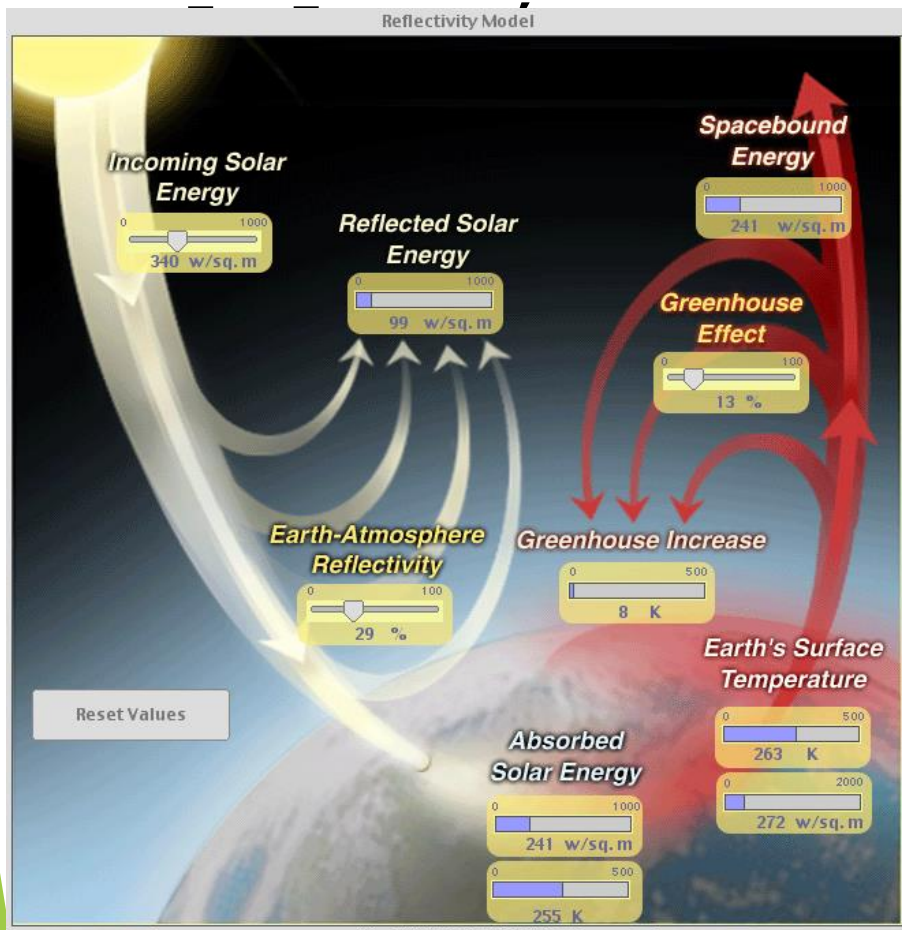 Reflectivity Model
Incoming Solar
Energy
0 1000
340 w/sq.m
Reflected Solar
Energy
0 1000
99 w/sq.m
Spacebound
Energy
0 1000
241 w/sq.m
Greenhouse
Effect
0 100
13 %
Earth-Atmosphere
Reflectivity
0 100
29 %
Greenhouse Increase
0 500
8 K
Earth's Surface
Temperature
0 500
263 K
0 2000
272 w/sq.m
Reset Values
Absorbed
Solar Energy
0 1000
241 w/sq.m
0 500
255 K